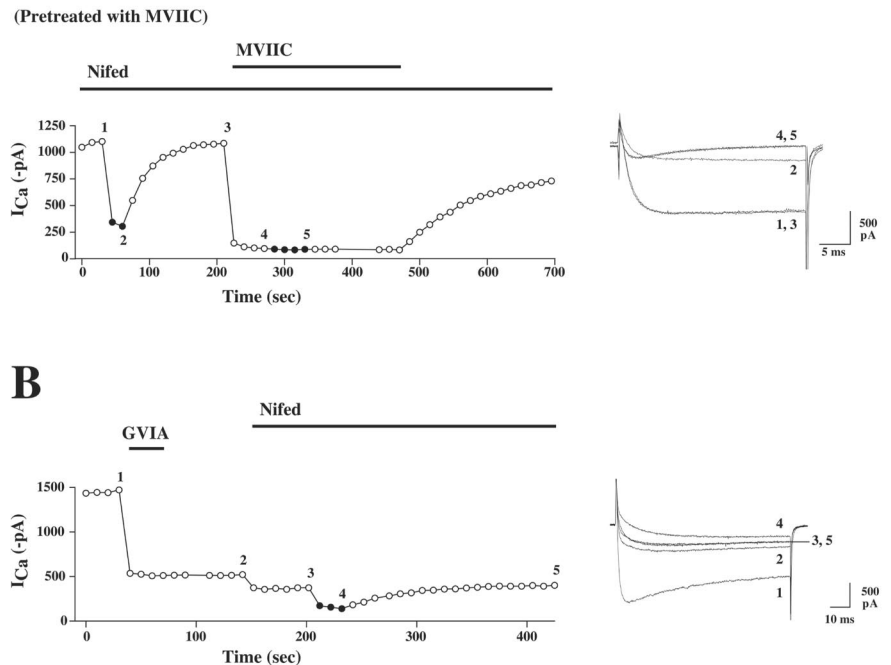 (Pretreated with MVIIC)
MVIIC
Nifed
1250
1000
750
500
250
0
I Ca (-pA)
1
2
3
4
5
0 100 200 300 400 500 600 700
Time (sec)
4, 5
2
1, 3
500
pA
5 ms
B
Nifed
GVIA
1500
1000
500
0
I Ca (-pA)
1
2
3
4
5
0 100 200 300 400
Time (sec)
4
3, 5
2
1
500
pA
10 ms